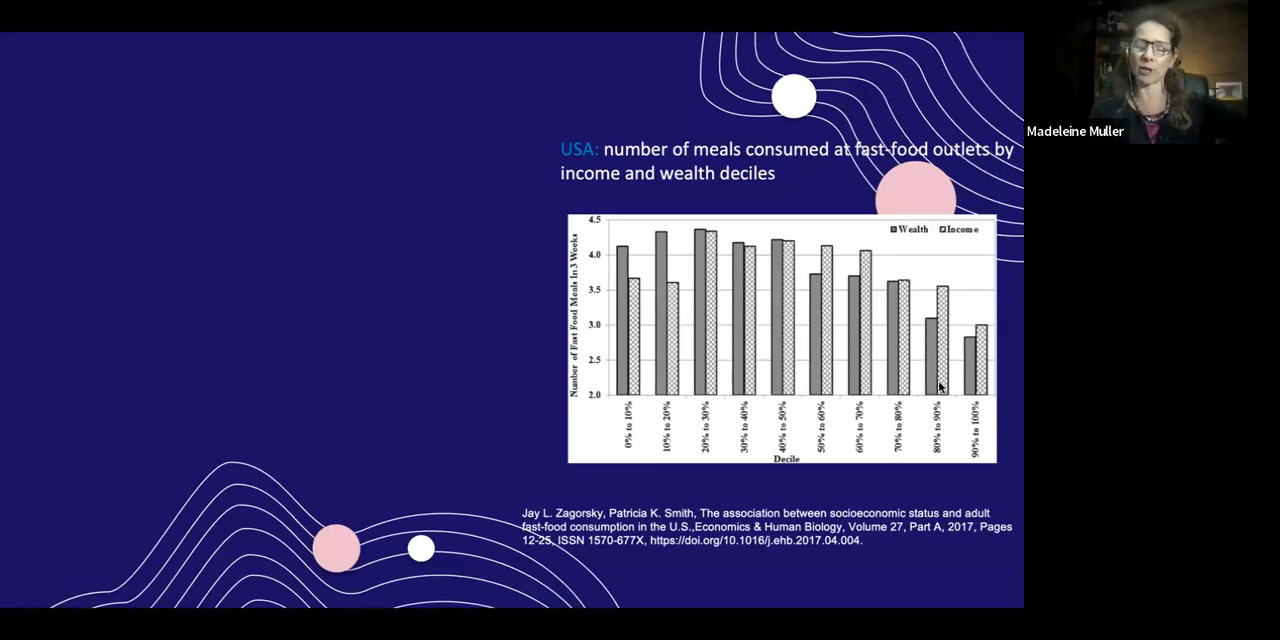 Madeleine Muller
USA: number of meals consumed at fast-food outlets by
income and wealth deciles
Number of Fast Food Meals In 3 Weeks
4.5
4.0
3.5
3.0
2.5
2.0
Wealth Income
0% to 10%
10% to 20%
20% to 30%
30% to 40%
40% to 50%
50% to 60%
60% to 70%
70% to 80%
80% to 90%
90% to 100%
Decile
Jay L. Zagorsky, Patricia K. Smith, The association between socioeconomic status and adult
fast-food consumption in the U.S.,Economics & Human Biology, Volume 27, Part A, 2017, Pages
12-25, ISSN 1570-677X, https://doi.org/10.1016/j.ehb.2017.04.004.